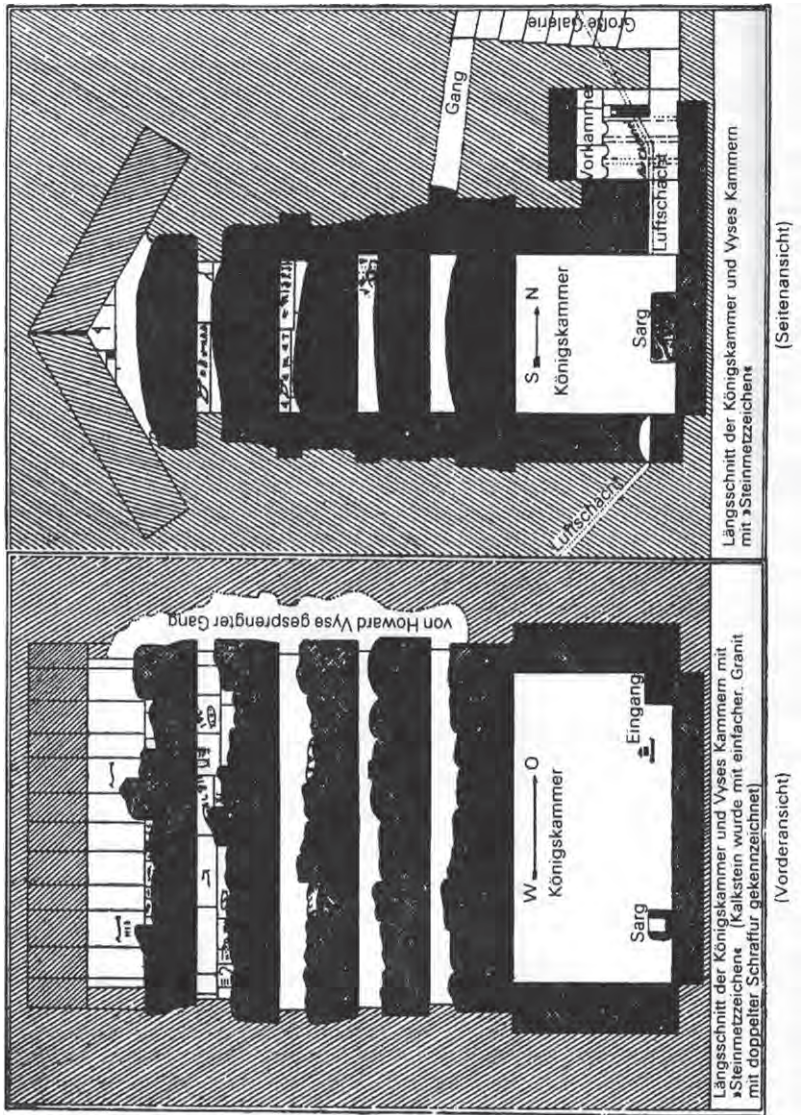 Große Galerie
Gang
Vorkammer
Luftschacht
S N
Königskammer
Sarg
Luftschacht
Längsschnitt der Königskammer und Vyses Kammern
mit »Steinmetzzeichen«
(Seitenansicht)
von Howard Vyse gesprengter Gang
W O
Königskammer
Eingang
Sarg
Längsschnitt der Königskammer und Vyses Kammern mit
»Steinmetzzeichen« (Kalkstein wurde mit einfacher, Granit
mit doppelter Schraffur gekennzeichnet)
(Vorderansicht)